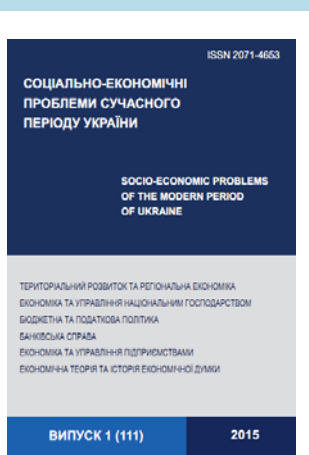 ISSN 2071-4653
СОЦІАЛЬНО-ЕКОНОМІЧНІ
ПРОБЛЕМИ СУЧАСНОГО
ПЕРІОДУ УКРАЇНИ
SOCIO-ECONOMIC PROBLEMS
OF THE MODERN PERIOD
OF UKRAINE
ТЕРИТОРІАЛЬНИЙ РОЗВИТОК ТА РЕГІОНАЛЬНА ЕКОНОМІКА
ЕКОНОМІКА ТА УПРАВЛІННЯ НАЦІОНАЛЬНИМ ГОСПОДАРСТВОМ
БЮДЖЕТНА ТА ПОДАТКОВА ПОЛІТИКА
БАНКІВСЬКА СПРАВА
ЕКОНОМІКА ТА УПРАВЛІННЯ ПІДПРИЄМСТВАМИ
ЕКОНОМІЧНА ТЕОРІЯ ТА ІСТОРІЯ ЕКОНОМІЧНОЇ ДУМКИ
ВИПУСК 1 (111)
2015